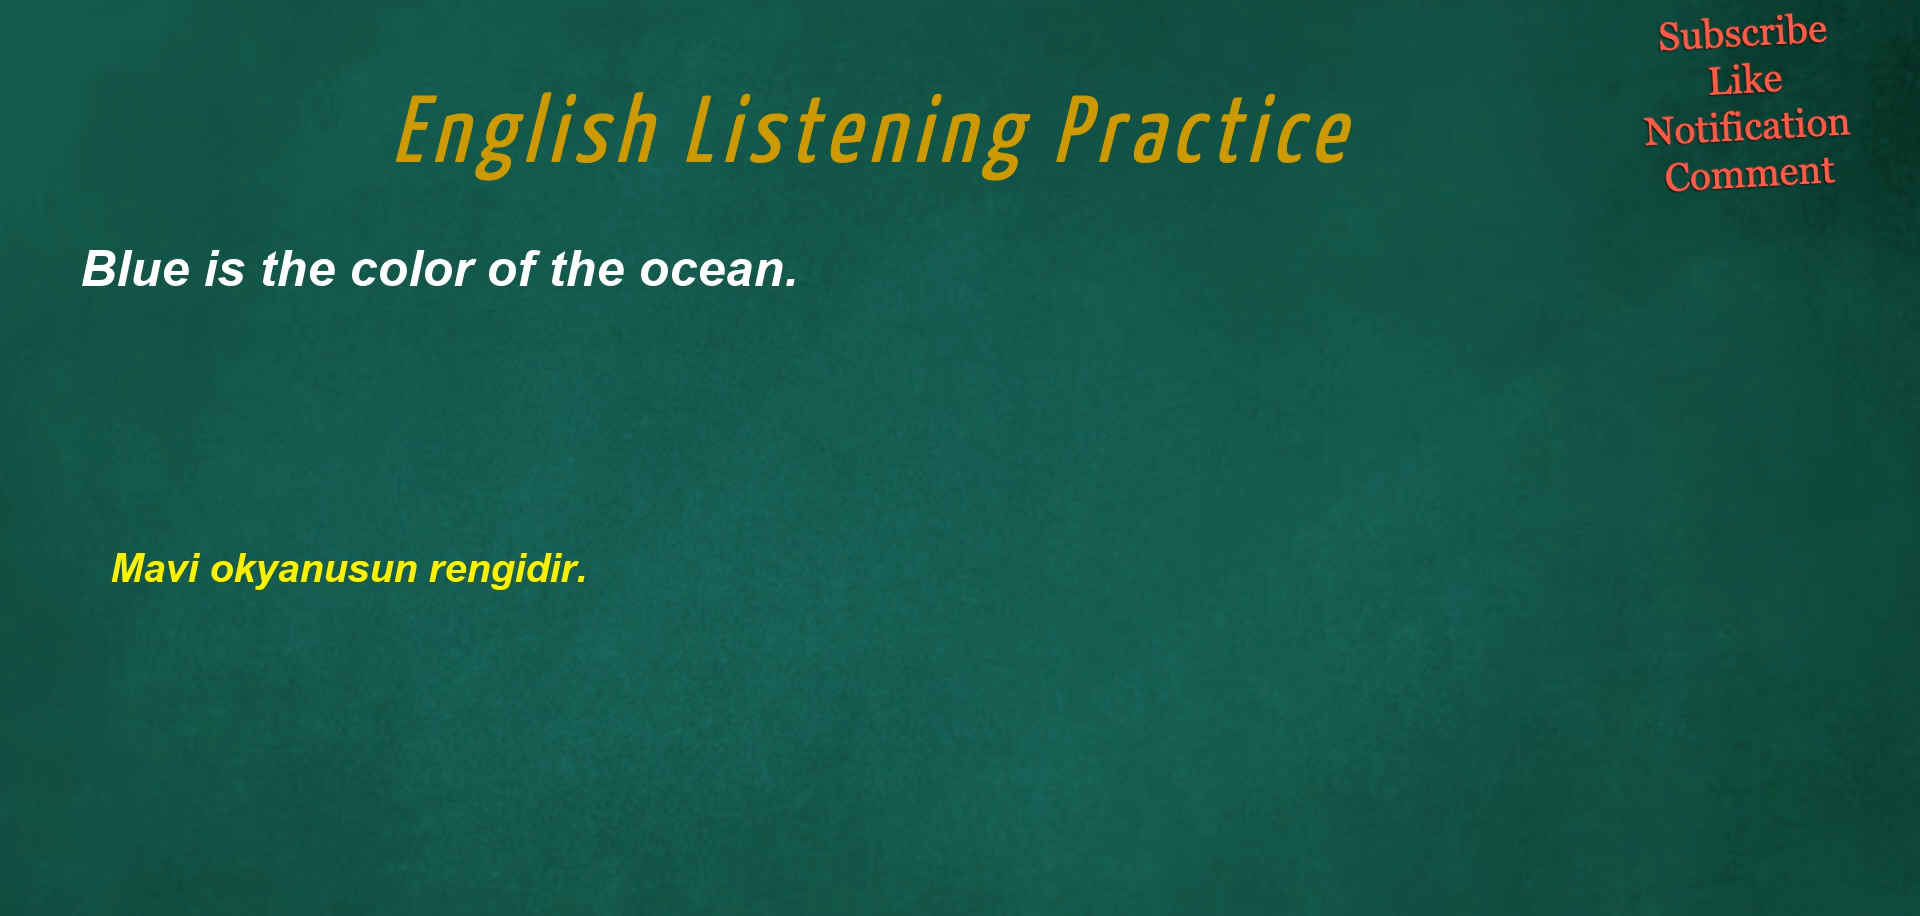 English Listening Practice
Subscribe
Like
Notification
Comment
Blue is the color of the ocean.
Mavi okyanusun rengidir.